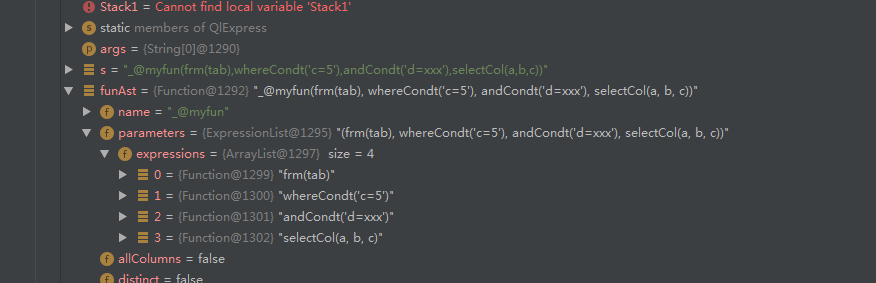 Stack1 = Cannot find local variable 'Stack1'
s static members of QlExpress
p args = {String[0]@1290}
s = "_@myfun(frm(tab),whereCondt('c=5'),andCondt('d=xxx'),selectCol(a,b,c))"
funAst = {Function@1292} "_@myfun(frm(tab), whereCondt('c=5'), andCondt('d=xxx'), selectCol(a, b, c))"
f name = "_@myfun"
f parameters = {ExpressionList@1295} "(frm(tab), whereCondt('c=5'), andCondt('d=xxx'), selectCol(a, b, c))"
f expressions = {ArrayList@1297} size = 4
0 = {Function@1299} "frm(tab)"
1 = {Function@1300} "whereCondt('c=5')"
2 = {Function@1301} "andCondt('d=xxx')"
3 = {Function@1302} "selectCol(a, b, c)"
f allColumns = false
f distinct = false